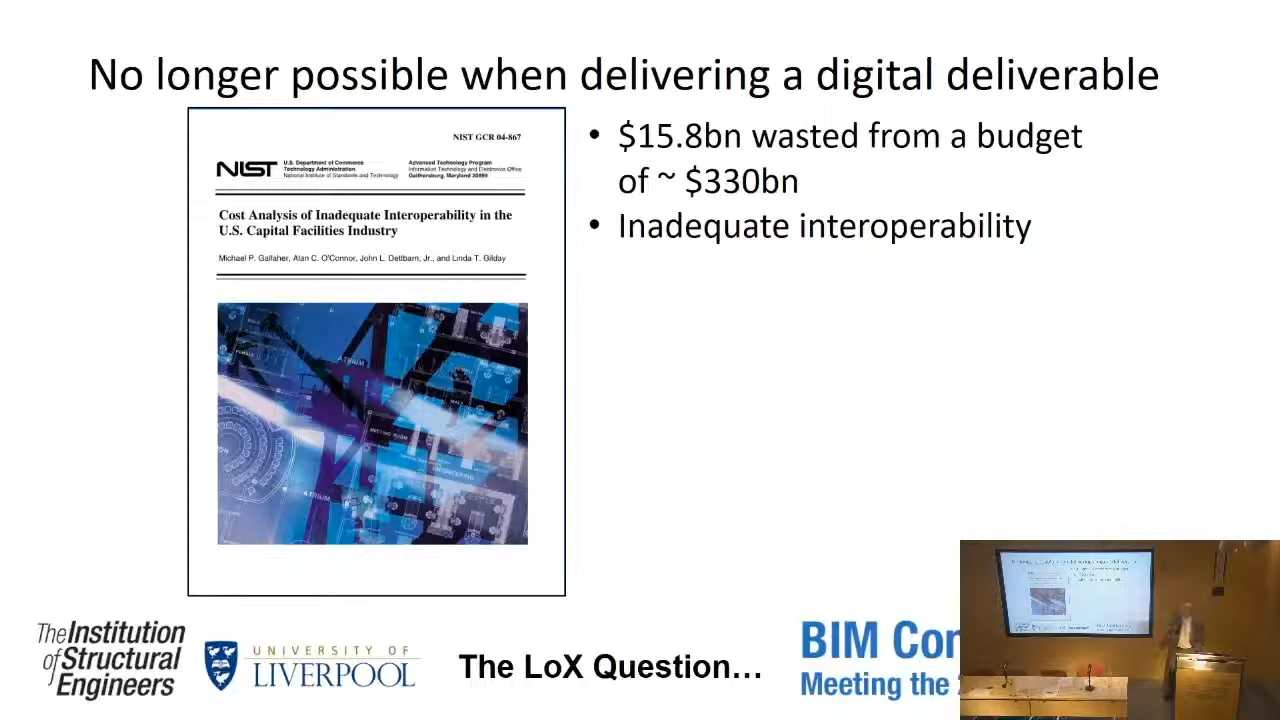 No longer possible when delivering a digital deliverable
NIST GCR 04-867
NIST
U.S. Department of Commerce
Technology Administration
National Institute of Standards and Technology
Advanced Technology Program
Information Technology and Electronics Office
Gaithersburg, Maryland 20899
Cost Analysis of Inadequate Interoperability in the
U.S. Capital Facilities Industry
Michael P. Gallaher, Alan C. O'Connor, John L. Dettbarn, Jr., and Linda T. Gilday
ATRIUM
MEETING ROOM
ATRIUM
• $15.8bn wasted from a budget
of ~ $330bn
• Inadequate interoperability
The Institution
of Structural
Engineers
UNIVERSITY OF
LIVERPOOL
The LoX Question...
BIM Con
Meeting the